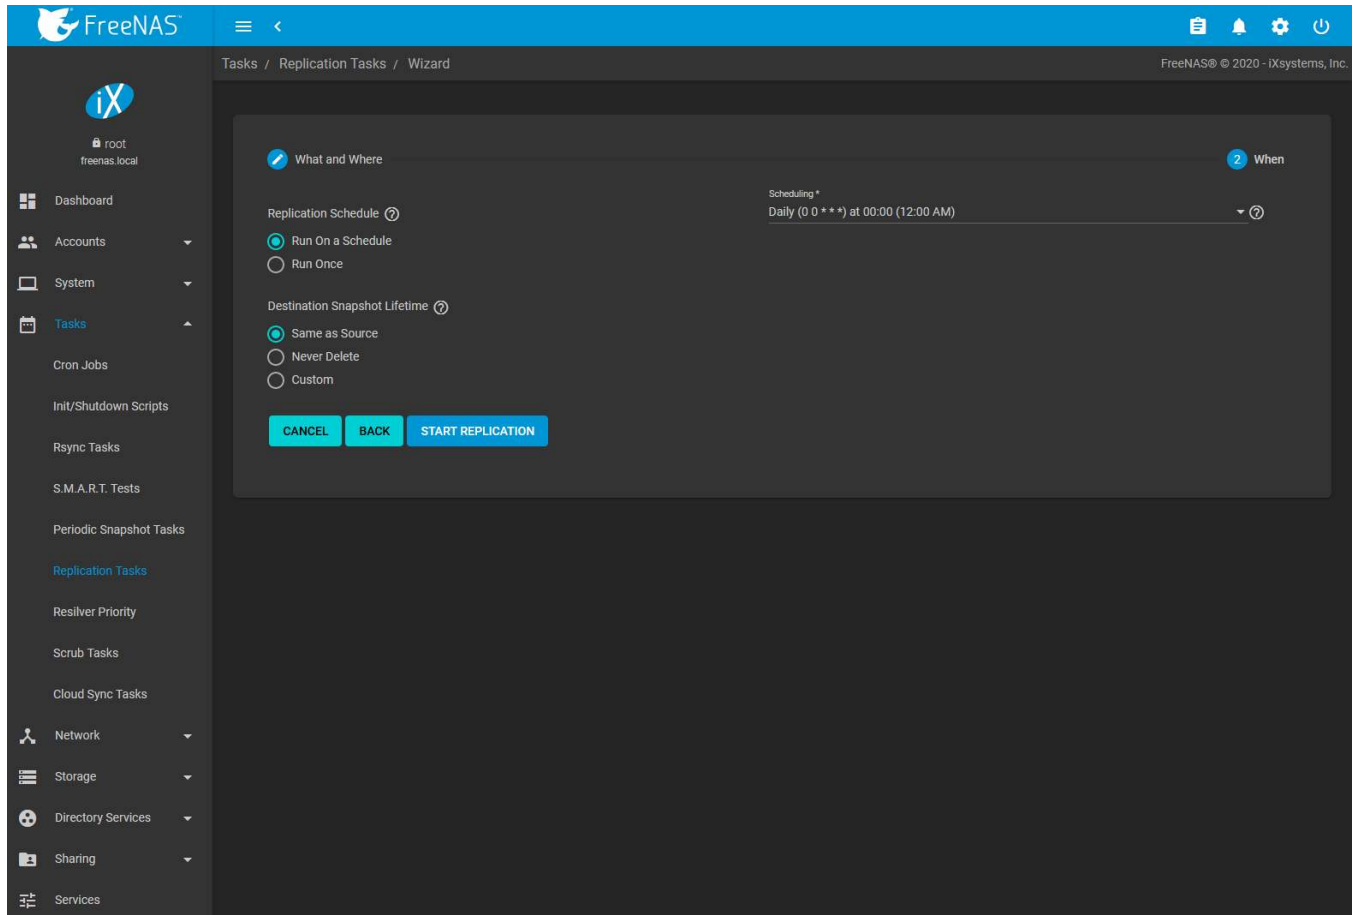 FreeNAS
Tasks / Replication Tasks / Wizard
FreeNAS® © 2020 - iXsystems, Inc.
iX
root
freenas.local
Dashboard
Accounts
System
Tasks
Cron Jobs
Init/Shutdown Scripts
Rsync Tasks
S.M.A.R.T. Tests
Periodic Snapshot Tasks
Replication Tasks
Resilver Priority
Scrub Tasks
Cloud Sync Tasks
Network
Storage
Directory Services
Sharing
Services
What and Where
2 When
Replication Schedule
Run On a Schedule
Run Once
Scheduling *
Daily (0 0 * * *) at 00:00 (12:00 AM)
Destination Snapshot Lifetime
Same as Source
Never Delete
Custom
CANCEL BACK START REPLICATION